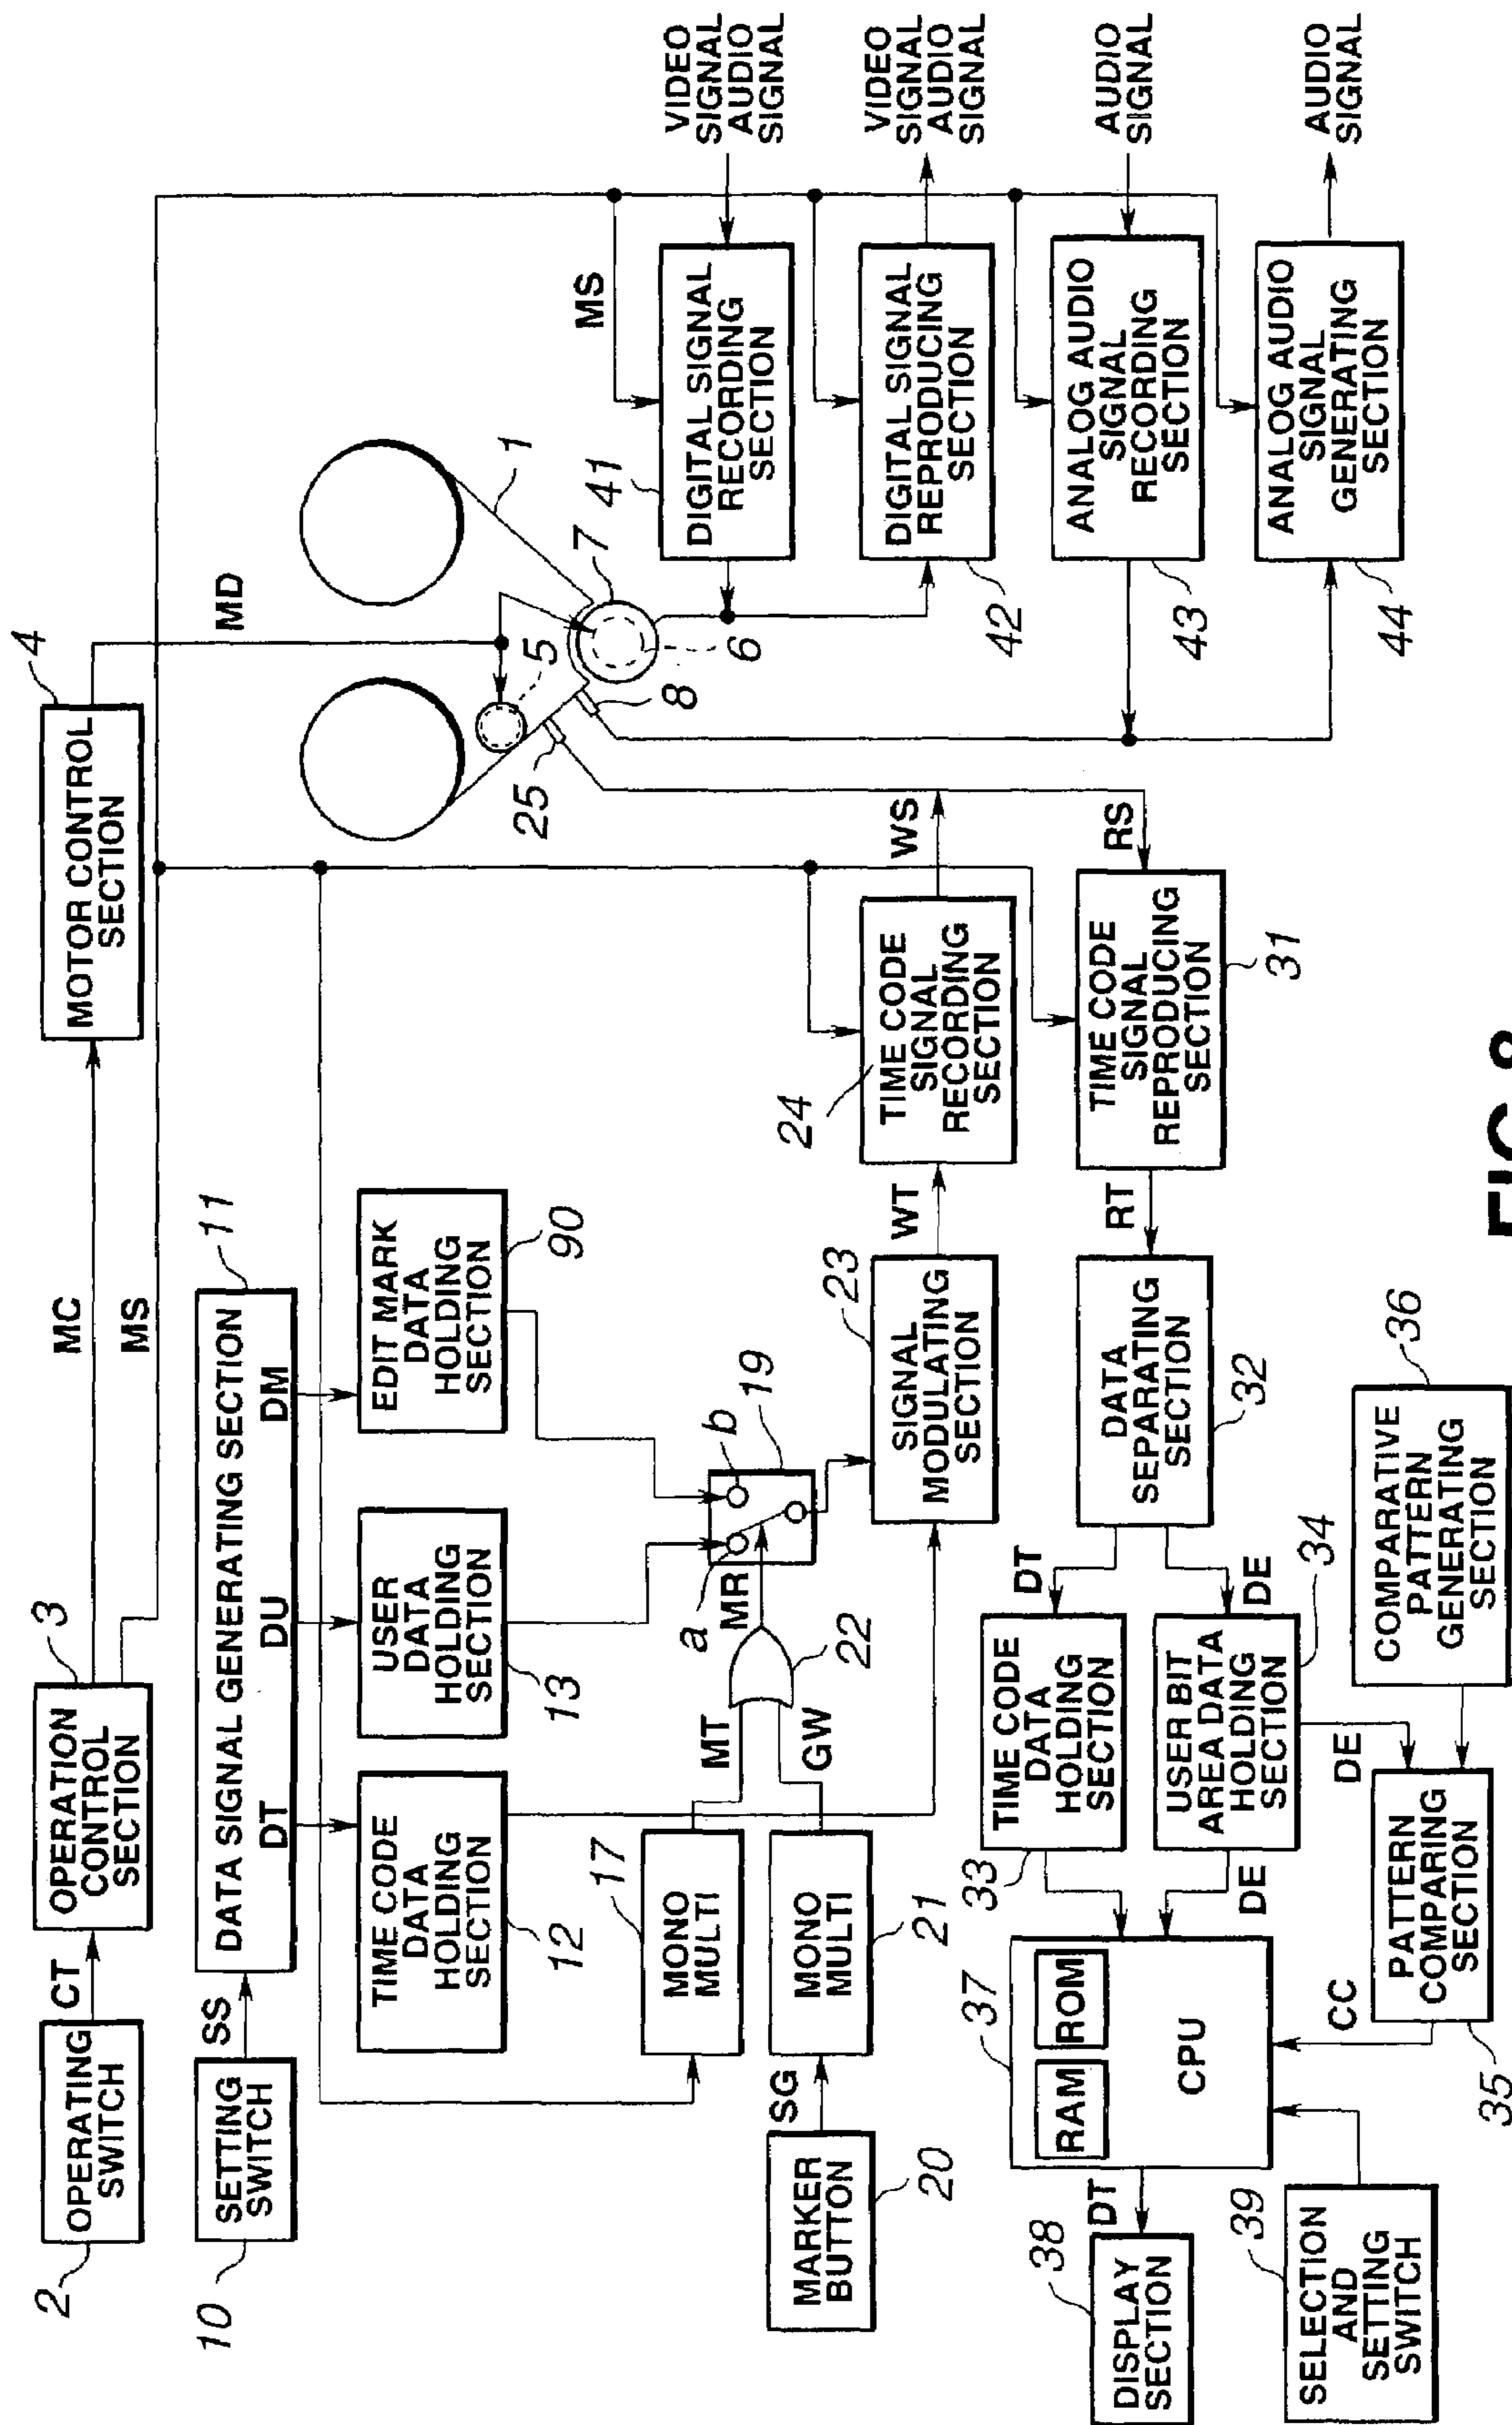 2
OPERATING
SWITCH
CT
3
OPERATION
CONTROL
SECTION
MC
MS
4
MOTOR CONTROL
SECTION
MD
10
SETTING
SWITCH
SS
11
DATA SIGNAL GENERATING SECTION
DT
DU
DM
TIME CODE
DATA
HOLDING
SECTION
12
USER
DATA
HOLDING
SECTION
13
EDIT MARK
DATA
HOLDING
SECTION
90
1
5
7
6
8
25
17
MONO
MULTI
MT
MARKER
BUTTON
20
SG
MONO
MULTI
21
GW
22
MR
a
b
19
SIGNAL
MODULATING
SECTION
23
WT
24
TIME CODE
SIGNAL
RECORDING
SECTION
WS
RS
TIME CODE
SIGNAL
REPRODUCING
SECTION
31
RT
DATA
SEPARATING
SECTION
32
DT
DE
TIME CODE
DATA
HOLDING
SECTION
33
USER BIT
AREA DATA
HOLDING
SECTION
34
DE
DE
COMPARATIVE
PATTERN
GENERATING
SECTION
36
PATTERN
COMPARING
SECTION
35
CC
37
RAM
ROM
CPU
DT
38
DISPLAY
SECTION
39
SELECTION
AND
SETTING
SWITCH
MS
41
DIGITAL SIGNAL
RECORDING
SECTION
VIDEO
SIGNAL
AUDIO
SIGNAL
DIGITAL SIGNAL
REPRODUCING
SECTION
42
VIDEO
SIGNAL
AUDIO
SIGNAL
ANALOG AUDIO
SIGNAL
RECORDING
SECTION
43
AUDIO
SIGNAL
ANALOG AUDIO
SIGNAL
GENERATING
SECTION
44
AUDIO
SIGNAL